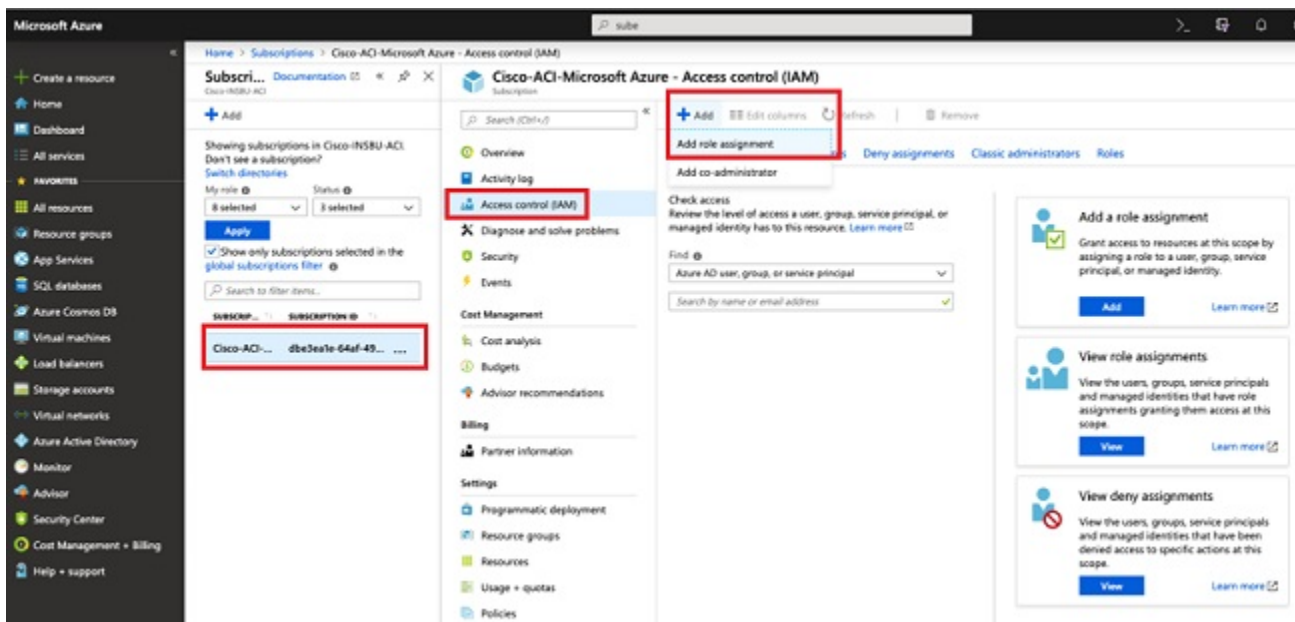 Microsoft Azure
sube
Home > Subscriptions > Cisco-ACI-Microsoft Azure - Access control (IAM)
Create a resource
Home
Dashboard
All services
FAVORITES
All resources
Resource groups
App Services
SQL databases
Azure Cosmos DB
Virtual machines
Load balancers
Storage accounts
Virtual networks
Azure Active Directory
Monitor
Advisor
Security Center
Cost Management + Billing
Help + support
Subscri... Documentation
Cisco-INSBU-ACI
Add
Showing subscriptions in Cisco-INSBU-ACI.
Don't see a subscription?
Switch directories
My role Status
8 selected 3 selected
Apply
Show only subscriptions selected in the
global subscriptions filter
Search to filter items...
SUBSCRIP... SUBSCRIPTION ID
Cisco-ACI-... dbe3ea1e-64af-49... ...
Cisco-ACI-Microsoft Azure - Access control (IAM)
Subscription
Search (Ctrl+/)
Overview
Activity log
Access control (IAM)
Diagnose and solve problems
Security
Events
Cost Management
Cost analysis
Budgets
Advisor recommendations
Billing
Partner information
Settings
Programmatic deployment
Resource groups
Resources
Usage + quotas
Policies
Add Edit columns Refresh Remove
Add role assignment
Add co-administrator
Deny assignments Classic administrators Roles
Check access
Review the level of access a user, group, service principal, or
managed identity has to this resource. Learn more
Find
Azure AD user, group, or service principal
Search by name or email address
Add a role assignment
Grant access to resources at this scope by
assigning a role to a user, group, service
principal, or managed identity.
Add Learn more
View role assignments
View the users, groups, service principals
and managed identities that have role
assignments granting them access at this
scope.
View Learn more
View deny assignments
View the users, groups, service principals
and managed identities that have been
denied access to specific actions at this
scope.
View Learn more